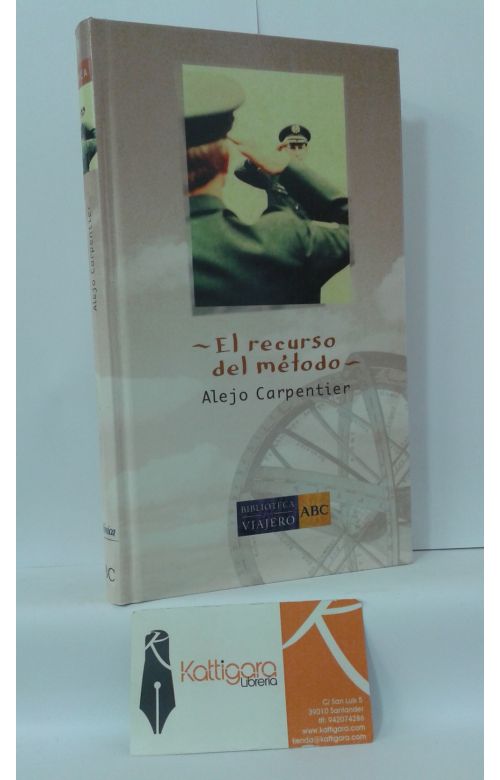 ~El recurso
del método~
Alejo Carpentier
BIBLIOTECA
VIAJERO
ABC
Alejo Carpentier
Kattigara
Librería
C/ San Luis 5
39010 Santander
tlf: 942074286
www.kattigara.com
tienda@kattigara.com